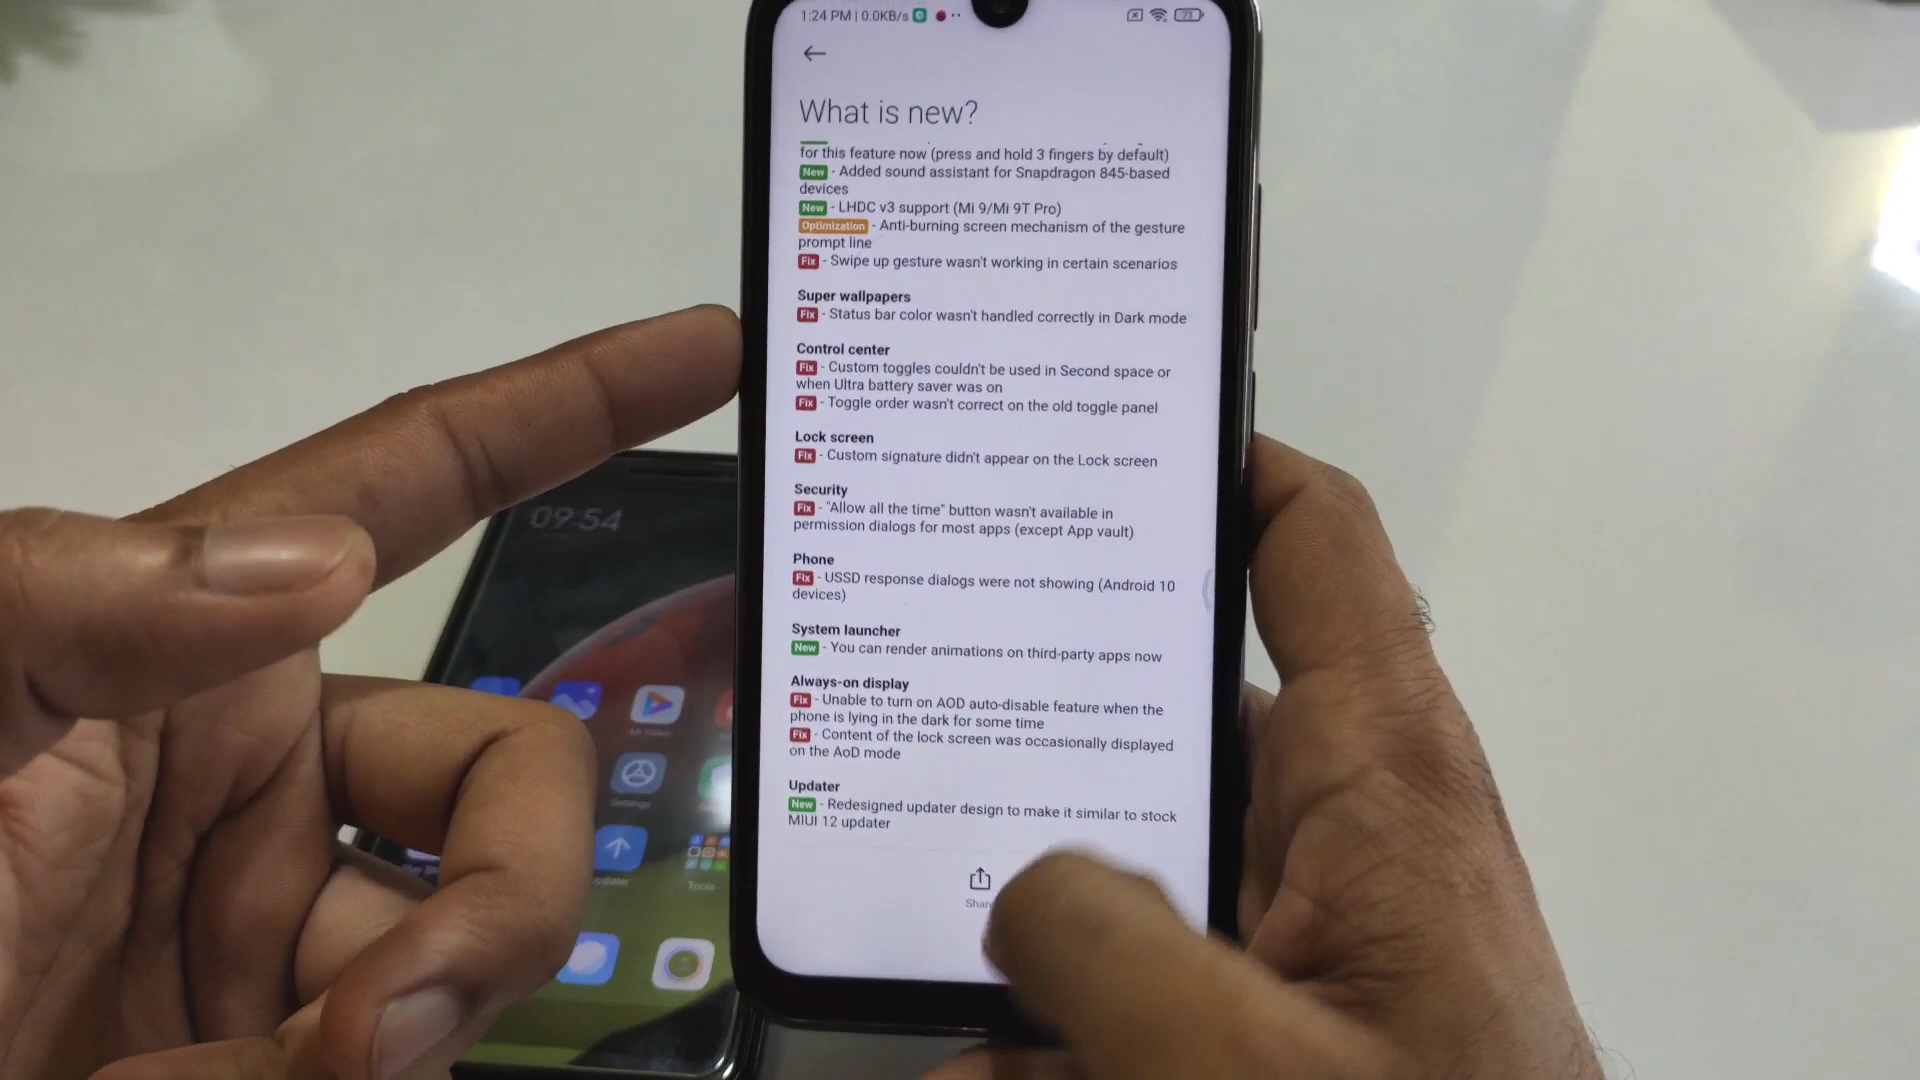 1:24 PM | 0.0KB/s
71
What is new?
for this feature now (press and hold 3 fingers by default)
New - Added sound assistant for Snapdragon 845-based
devices
New - LHDC v3 support (Mi 9/Mi 9T Pro)
Optimization - Anti-burning screen mechanism of the gesture
prompt line
Fix - Swipe up gesture wasn't working in certain scenarios
Super wallpapers
Fix - Status bar color wasn't handled correctly in Dark mode
Control center
Fix - Custom toggles couldn't be used in Second space or
when Ultra battery saver was on
Fix - Toggle order wasn't correct on the old toggle panel
Lock screen
Fix - Custom signature didn't appear on the Lock screen
Security
Fix - "Allow all the time" button wasn't available in
permission dialogs for most apps (except App vault)
Phone
Fix - USSD response dialogs were not showing (Android 10
devices)
System launcher
New - You can render animations on third-party apps now
Always-on display
Fix - Unable to turn on AOD auto-disable feature when the
phone is lying in the dark for some time
Fix - Content of the lock screen was occasionally displayed
on the AoD mode
Updater
New - Redesigned updater design to make it similar to stock
MIUI 12 updater
09:54
Settings
Tools